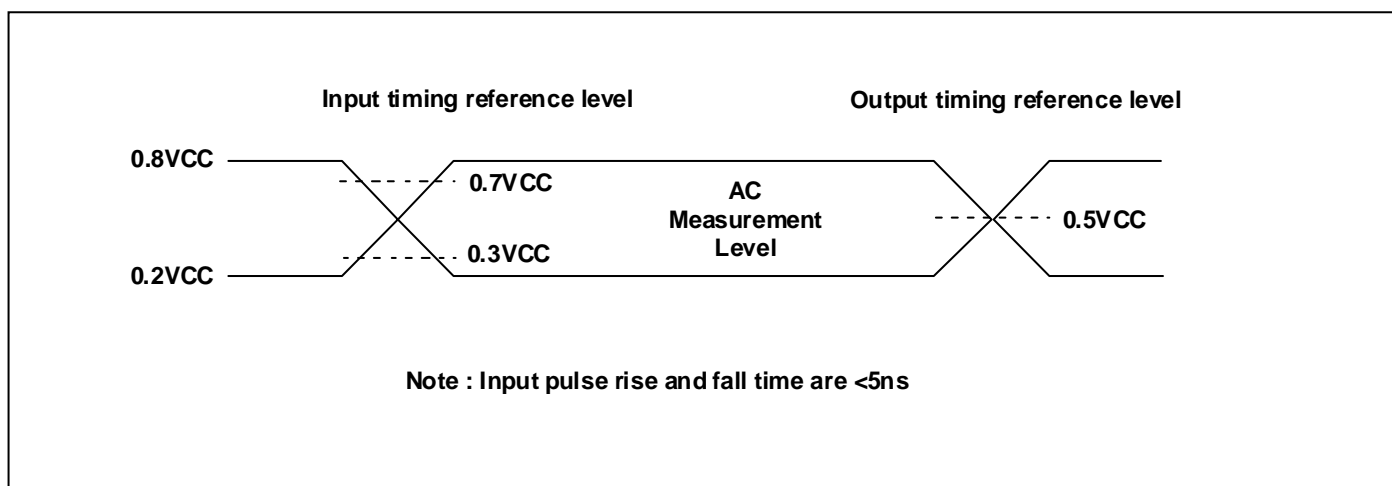 Input timing reference level
Output timing reference level
0.8VCC
0.7VCC
AC
Measurement
Level
0.5VCC
0.3VCC
0.2VCC
Note : Input pulse rise and fall time are <5ns